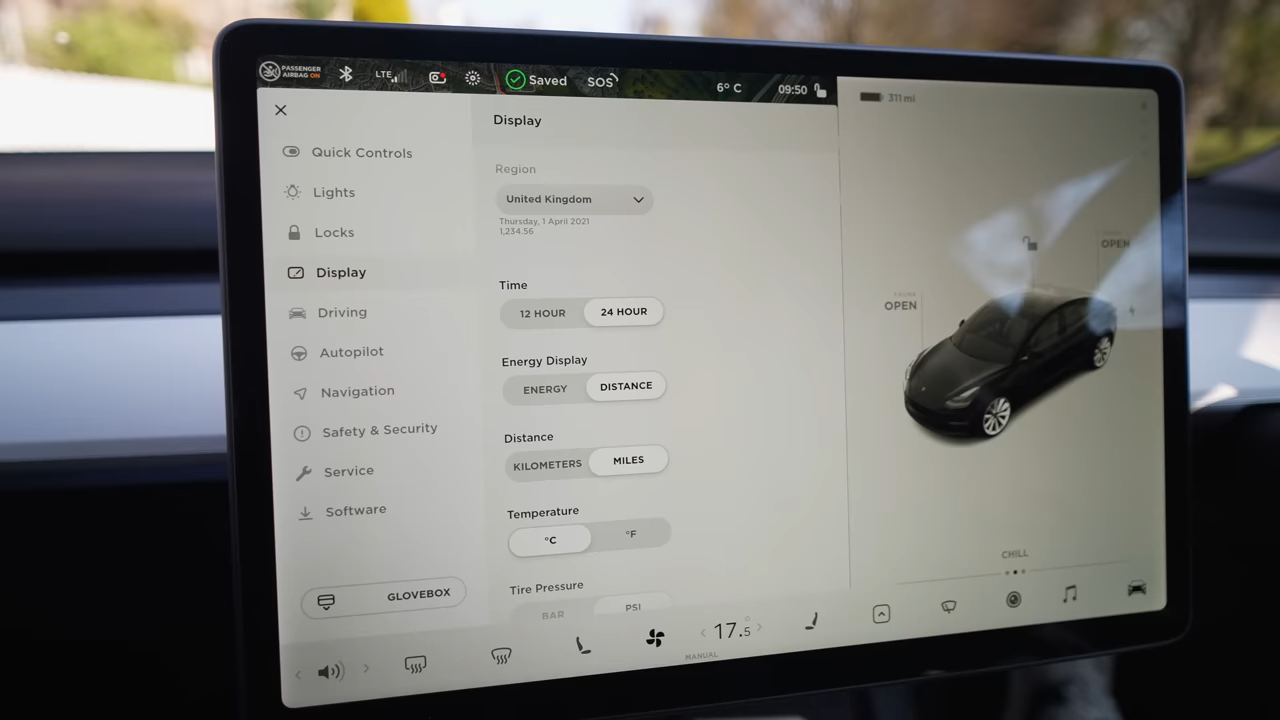 PASSENGER
AIRBAG ON
LTE
Saved
SOS
6° C
09:50
311 mi
Display
Quick Controls
Lights
Locks
Display
Driving
Autopilot
Navigation
Safety & Security
Service
Software
GLOVEBOX
Region
United Kingdom
Thursday, 1 April 2021
1,234.56
Time
12 HOUR
24 HOUR
Energy Display
ENERGY
DISTANCE
Distance
KILOMETERS
MILES
Temperature
°C
°F
Tire Pressure
BAR
PSI
OPEN
OPEN
CHILL
17.5
MANUAL